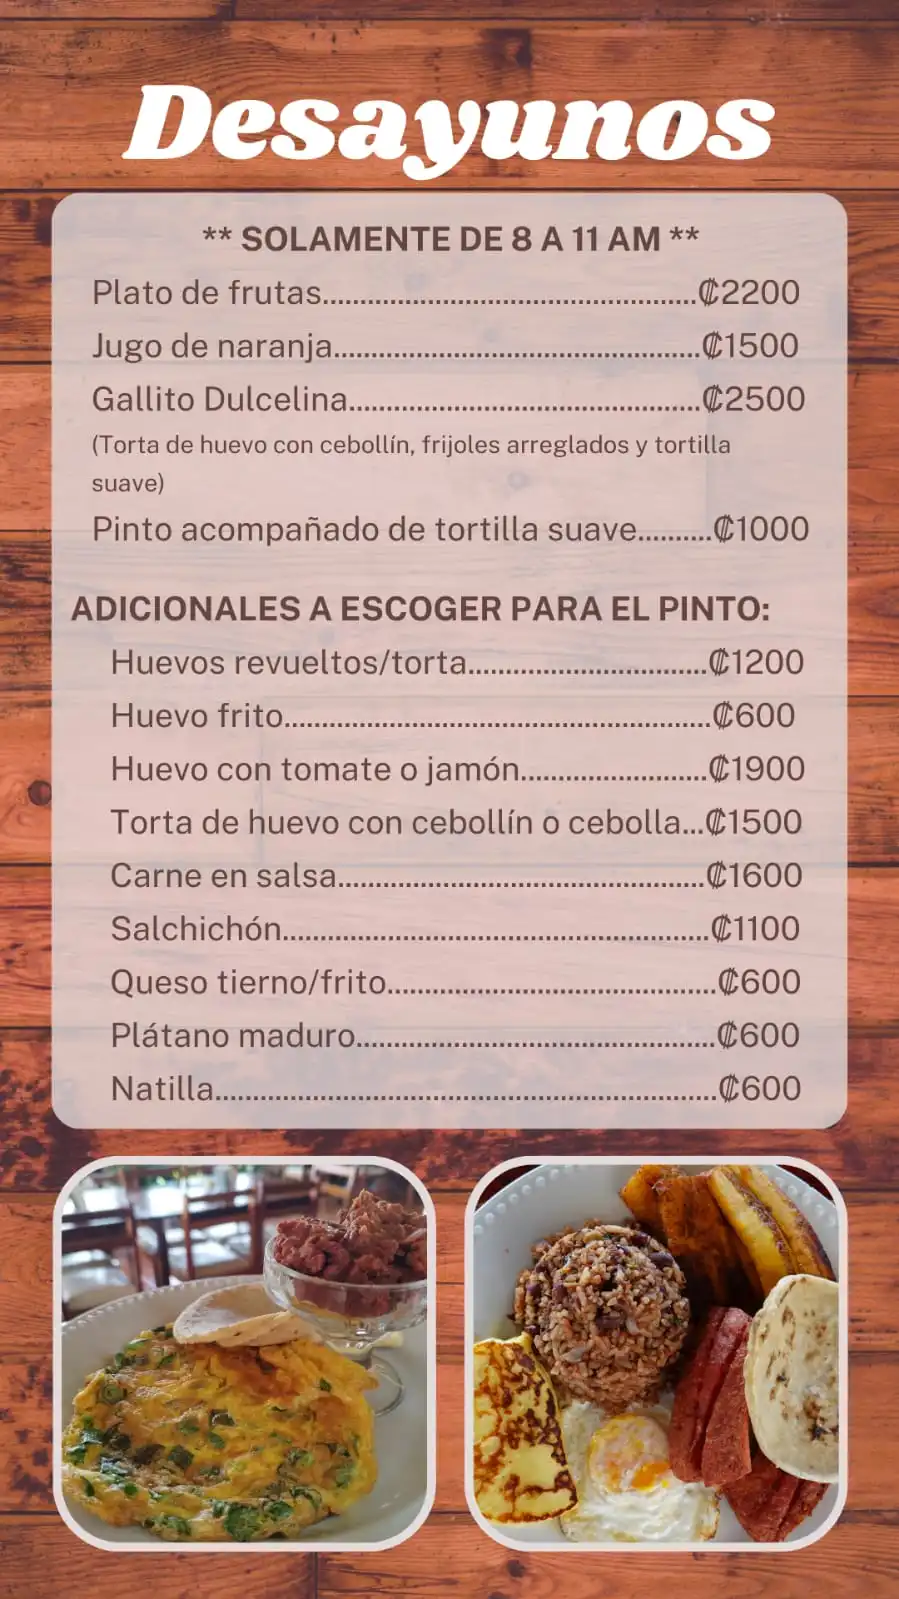 Desayunos
** SOLAMENTE DE 8 A 11 AM **
Plato de frutas.............................................₡2200
Jugo de naranja............................................₡1500
Gallito Dulcelina..........................................₡2500
(Torta de huevo con cebollín, frijoles arreglados y tortilla
suave)
Pinto acompañado de tortilla suave.........₡1000
ADICIONALES A ESCOGER PARA EL PINTO:
Huevos revueltos/torta.............................₡1200
Huevo frito...................................................₡600
Huevo con tomate o jamón......................₡1900
Torta de huevo con cebollín o cebolla...₡1500
Carne en salsa............................................₡1600
Salchichón...................................................₡1100
Queso tierno/frito........................................₡600
Plátano maduro...........................................₡600
Natilla............................................................₡600